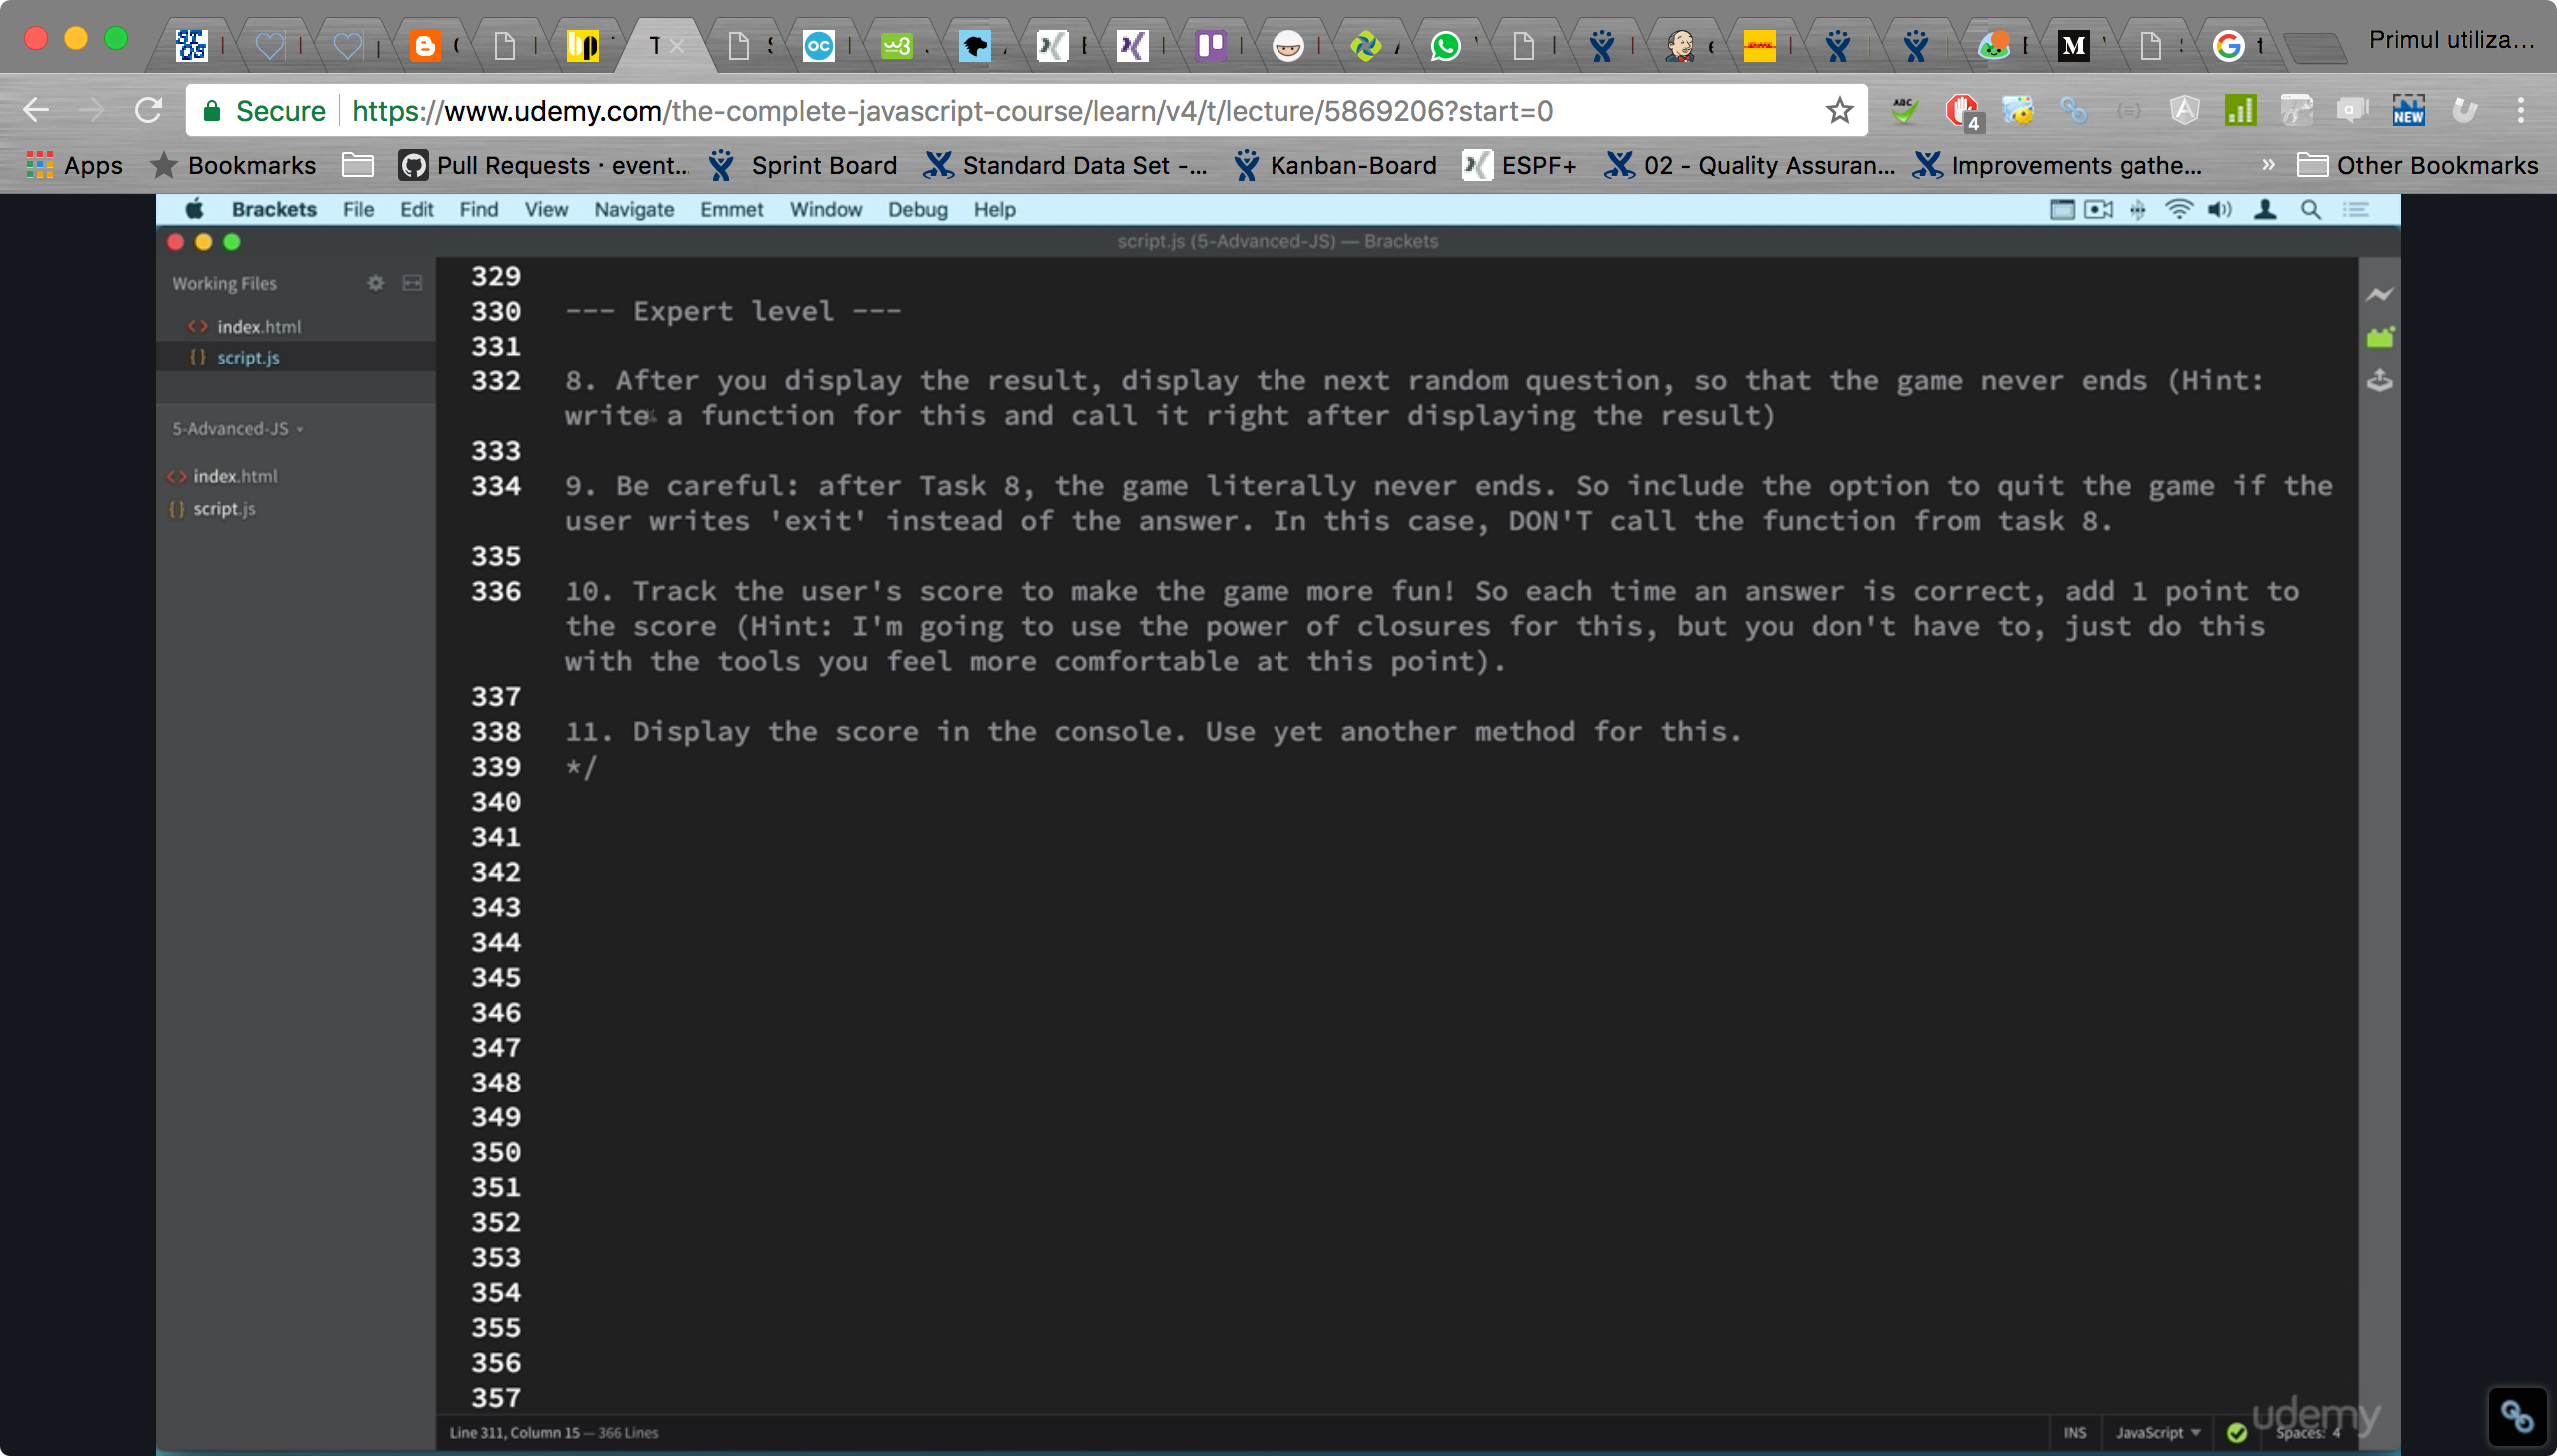 Primul utiliza...
Secure https://www.udemy.com/the-complete-javascript-course/learn/v4/t/lecture/5869206?start=0
ABC 4 NEW
Apps Bookmarks Pull Requests · event... Sprint Board Standard Data Set -... Kanban-Board ESPF+ 02 - Quality Assuran... Improvements gathe... » Other Bookmarks
Brackets File Edit Find View Navigate Emmet Window Debug Help
script.js (5-Advanced-JS) — Brackets
Working Files
index.html
script.js
5-Advanced-JS
index.html
script.js
329
330 --- Expert level ---
331
332 8. After you display the result, display the next random question, so that the game never ends (Hint:
write a function for this and call it right after displaying the result)
333
334 9. Be careful: after Task 8, the game literally never ends. So include the option to quit the game if the
user writes 'exit' instead of the answer. In this case, DON'T call the function from task 8.
335
336 10. Track the user's score to make the game more fun! So each time an answer is correct, add 1 point to
the score (Hint: I'm going to use the power of closures for this, but you don't have to, just do this
with the tools you feel more comfortable at this point).
337
338 11. Display the score in the console. Use yet another method for this.
339 */
340
341
342
343
344
345
346
347
348
349
350
351
352
353
354
355
356
357
Line 311, Column 15 — 366 Lines
INS JavaScript Spaces: 4
udemy